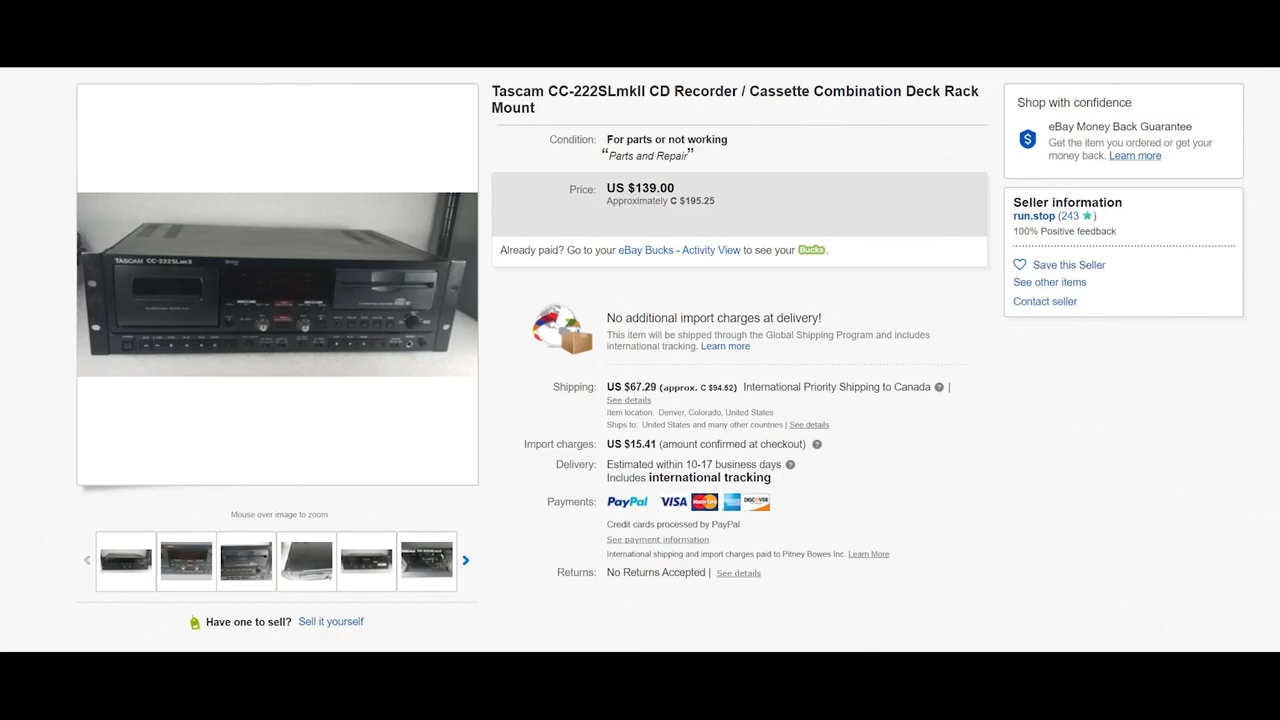 Tascam CC-222SLmkII CD Recorder / Cassette Combination Deck Rack
Mount
Condition: For parts or not working
“Parts and Repair”
Price: US $139.00
Approximately C $195.25
Already paid? Go to your eBay Bucks - Activity View to see your Bucks.
No additional import charges at delivery!
This item will be shipped through the Global Shipping Program and includes
international tracking. Learn more
Shipping: US $67.29 (approx. C $94.52) International Priority Shipping to Canada |
See details
Item location: Denver, Colorado, United States
Ships to: United States and many other countries | See details
Import charges: US $15.41 (amount confirmed at checkout)
Delivery: Estimated within 10-17 business days
Includes international tracking
Payments: PayPal VISA MasterCard DISCOVER
Credit cards processed by PayPal
See payment information
International shipping and import charges paid to Pitney Bowes Inc. Learn More
Returns: No Returns Accepted | See details
Shop with confidence
eBay Money Back Guarantee
Get the item you ordered or get your
money back. Learn more
Seller information
run.stop (243)
100% Positive feedback
Save this Seller
See other items
Contact seller
TASCAM CC-222SLMKII
Mouse over image to zoom
Have one to sell? Sell it yourself